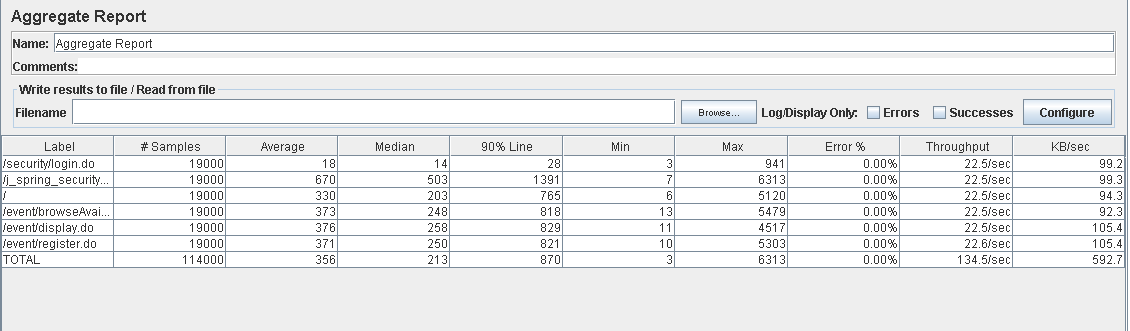 Aggregate Report
Name: Aggregate Report
Comments:
Write results to file / Read from file
Filename Browse... Log/Display Only: Errors Successes Configure
Label # Samples Average Median 90% Line Min Max Error % Throughput KB/sec
/security/login.do 19000 18 14 28 3 941 0.00% 22.5/sec 99.2
/j_spring_security... 19000 670 503 1391 7 6313 0.00% 22.5/sec 99.3
/ 19000 330 203 765 6 5120 0.00% 22.5/sec 94.3
/event/browseAvai... 19000 373 248 818 13 5479 0.00% 22.5/sec 92.3
/event/display.do 19000 376 258 829 11 4517 0.00% 22.5/sec 105.4
/event/register.do 19000 371 250 821 10 5303 0.00% 22.6/sec 105.4
TOTAL 114000 356 213 870 3 6313 0.00% 134.5/sec 592.7